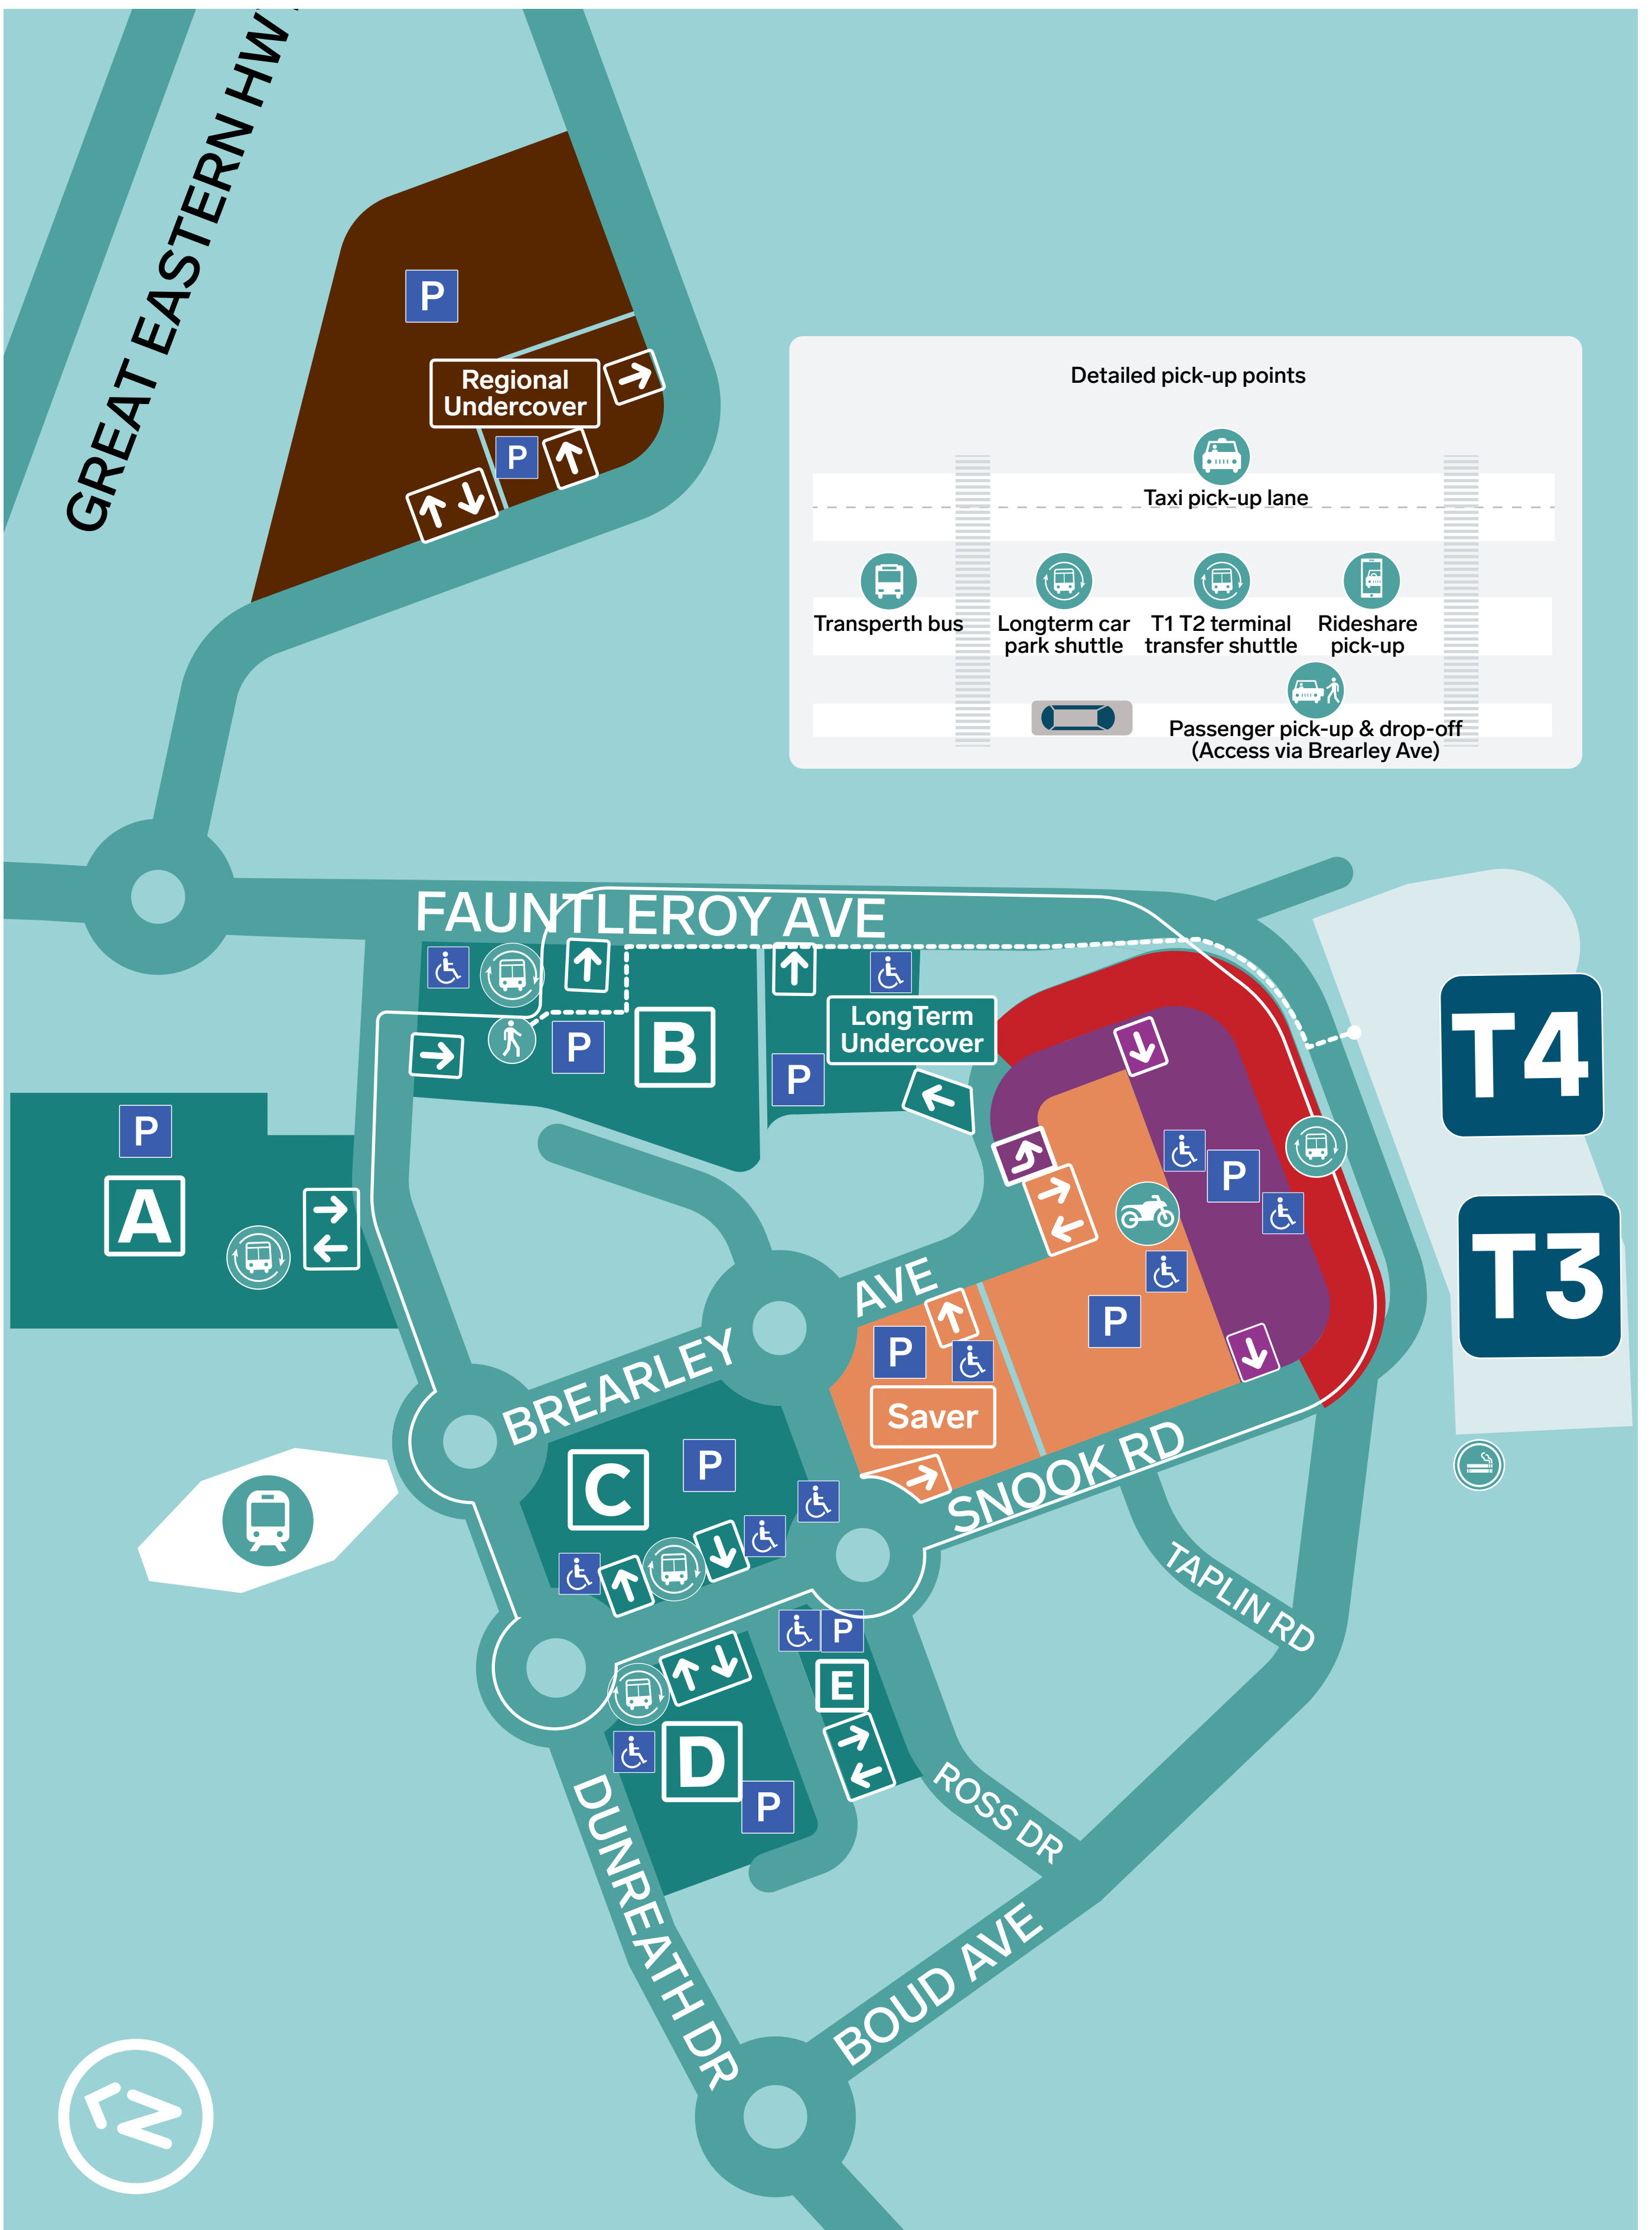 GREAT EASTERN HW
P
Regional
Undercover
P
Detailed pick-up points
Taxi pick-up lane
Transperth bus
Longterm car
park shuttle
T1 T2 terminal
transfer shuttle
Rideshare
pick-up
Passenger pick-up & drop-off
(Access via Brearley Ave)
FAUNTLEROY AVE
P
B
LongTerm
Undercover
P
T4
P
A
P
T3
BREARLEY AVE
P
P
Saver
C
P
SNOOK RD
TAPLIN RD
P
E
D
P
ROSS DR
DUNREATH DR
BOUD AVE
N